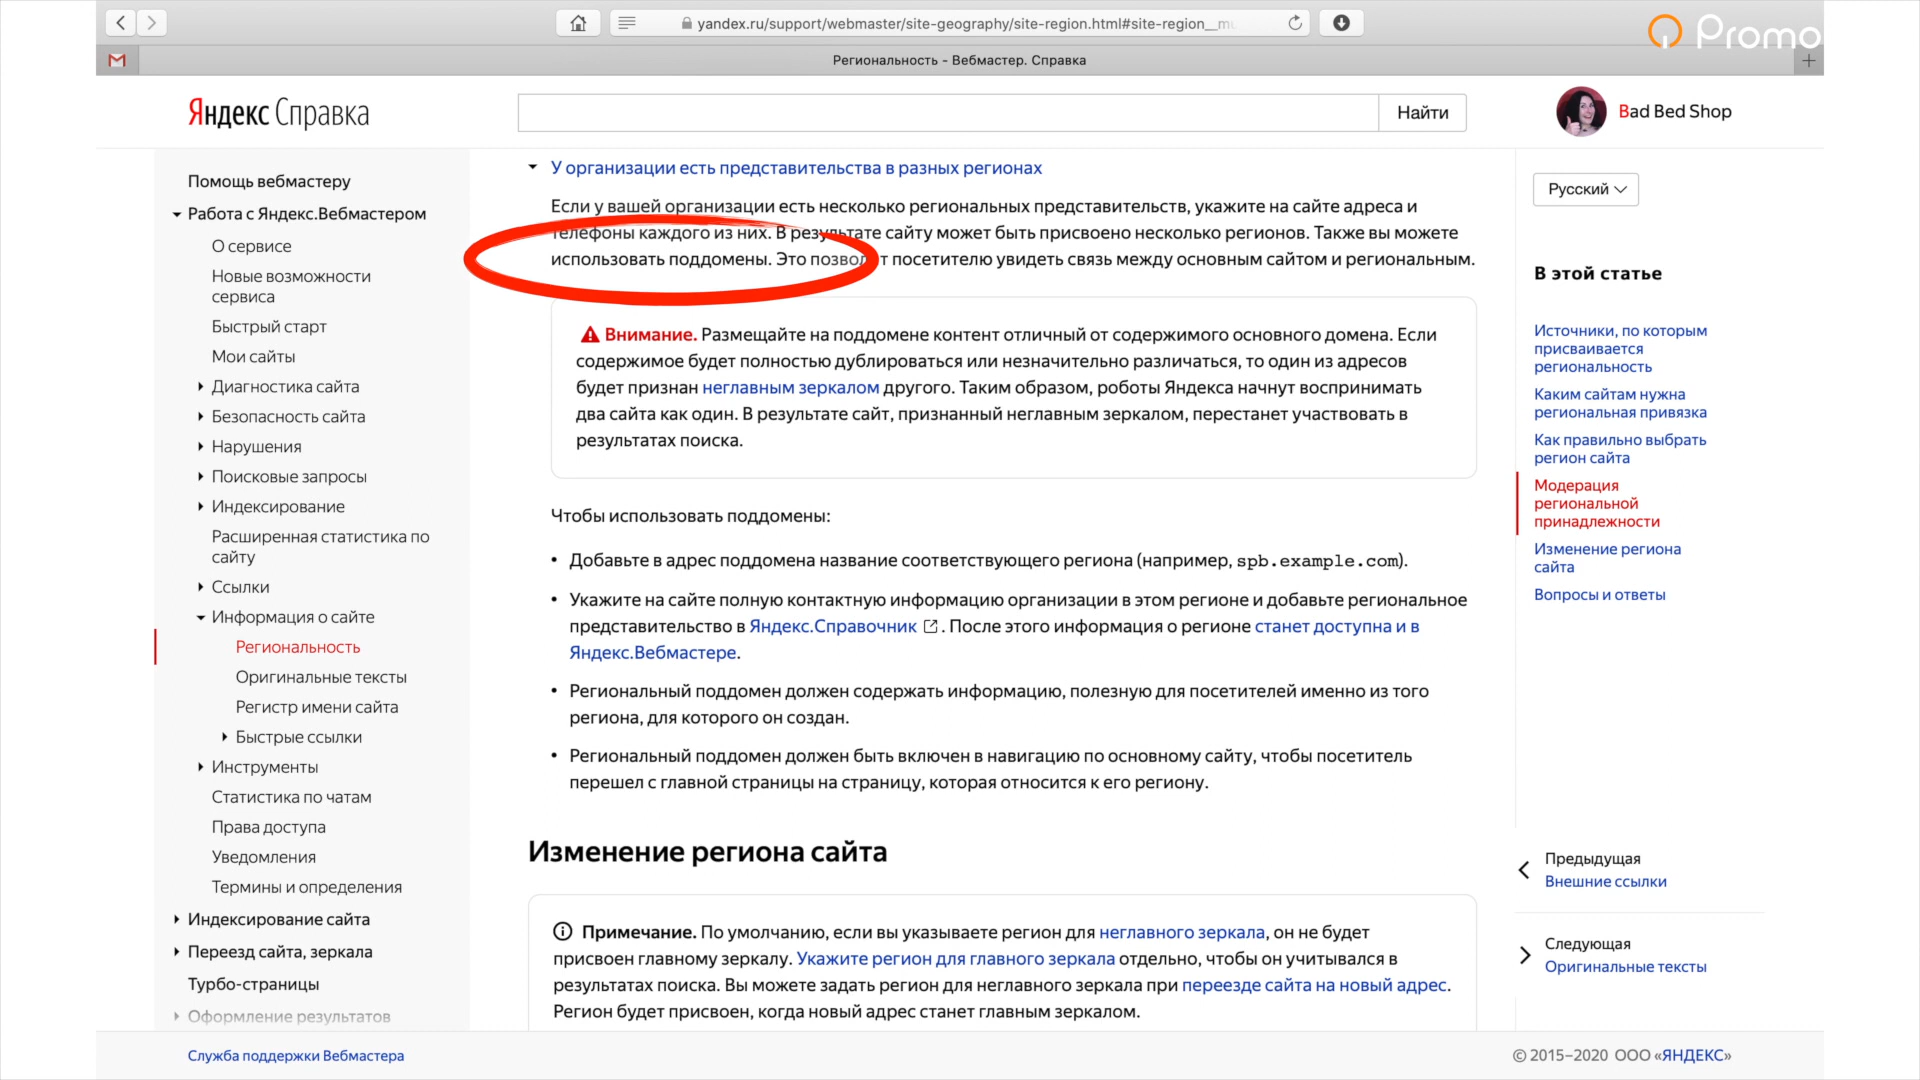 yandex.ru/support/webmaster/site-geography/site-region.html#site-region__
Promo
Региональность - Вебмастер. Справка
Яндекс Справка
Найти
Bad Bed Shop
Помощь вебмастеру
Работа с Яндекс.Вебмастером
О сервисе
Новые возможности
сервиса
Быстрый старт
Мои сайты
Диагностика сайта
Безопасность сайта
Нарушения
Поисковые запросы
Индексирование
Расширенная статистика по
сайту
Ссылки
Информация о сайте
Региональность
Оригинальные тексты
Регистр имени сайта
Быстрые ссылки
Инструменты
Статистика по чатам
Права доступа
Уведомления
Термины и определения
Индексирование сайта
Переезд сайта, зеркала
Турбо-страницы
Оформление результатов
У организации есть представительства в разных регионах
Если у вашей организации есть несколько региональных представительств, укажите на сайте адреса и
телефоны каждого из них. В результате сайту может быть присвоено несколько регионов. Также вы можете
использовать поддомены. Это позволит посетителю увидеть связь между основным сайтом и региональным.
Внимание. Размещайте на поддомене контент отличный от содержимого основного домена. Если
содержимое будет полностью дублироваться или незначительно различаться, то один из адресов
будет признан неглавным зеркалом другого. Таким образом, роботы Яндекса начнут воспринимать
два сайта как один. В результате сайт, признанный неглавным зеркалом, перестанет участвовать в
результатах поиска.
Чтобы использовать поддомены:
• Добавьте в адрес поддомена название соответствующего региона (например, spb.example.com).
• Укажите на сайте полную контактную информацию организации в этом регионе и добавьте региональное
представительство в Яндекс.Справочник. После этого информация о регионе станет доступна и в
Яндекс.Вебмастере.
• Региональный поддомен должен содержать информацию, полезную для посетителей именно из того
региона, для которого он создан.
• Региональный поддомен должен быть включен в навигацию по основному сайту, чтобы посетитель
перешел с главной страницы на страницу, которая относится к его региону.
Изменение региона сайта
Примечание. По умолчанию, если вы указываете регион для неглавного зеркала, он не будет
присвоен главному зеркалу. Укажите регион для главного зеркала отдельно, чтобы он учитывался в
результатах поиска. Вы можете задать регион для неглавного зеркала при переезде сайта на новый адрес.
Регион будет присвоен, когда новый адрес станет главным зеркалом.
Русский
В этой статье
Источники, по которым
присваивается
региональность
Каким сайтам нужна
региональная привязка
Как правильно выбрать
регион сайта
Модерация
региональной
принадлежности
Изменение региона
сайта
Вопросы и ответы
Предыдущая
Внешние ссылки
Следующая
Оригинальные тексты
Служба поддержки Вебмастера
© 2015–2020 ООО «ЯНДЕКС»